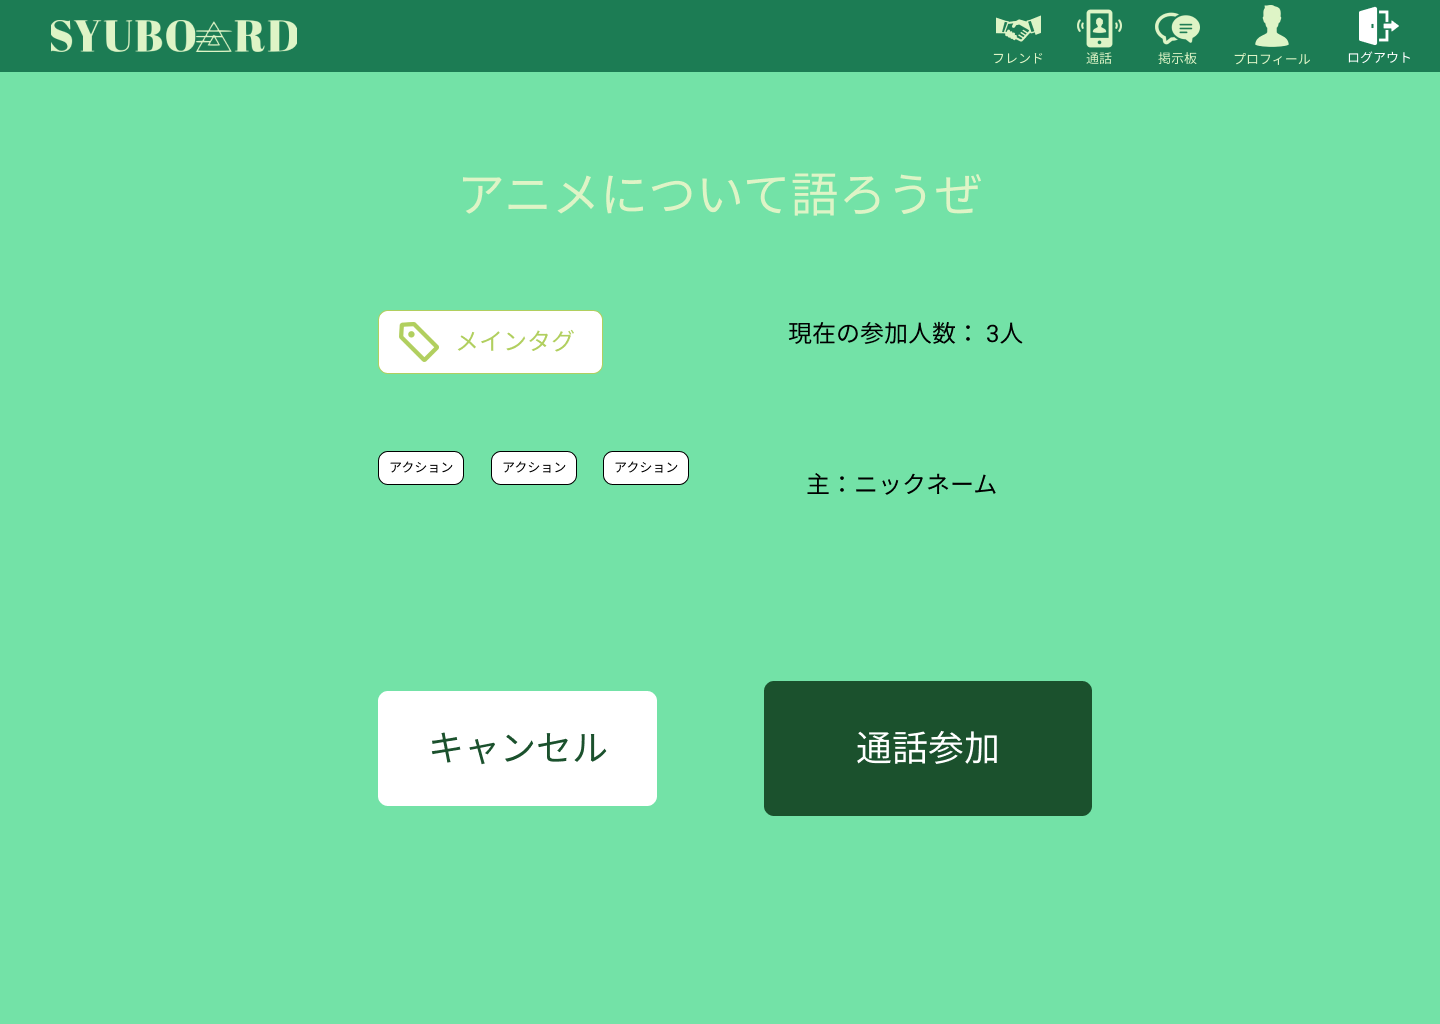 SYUBOARD
フレンド
通話
掲示板
プロフィール
ログアウト
アニメについて語ろうぜ
メインタグ
現在の参加人数： 3人
アクション
アクション
アクション
主：ニックネーム
キャンセル
通話参加